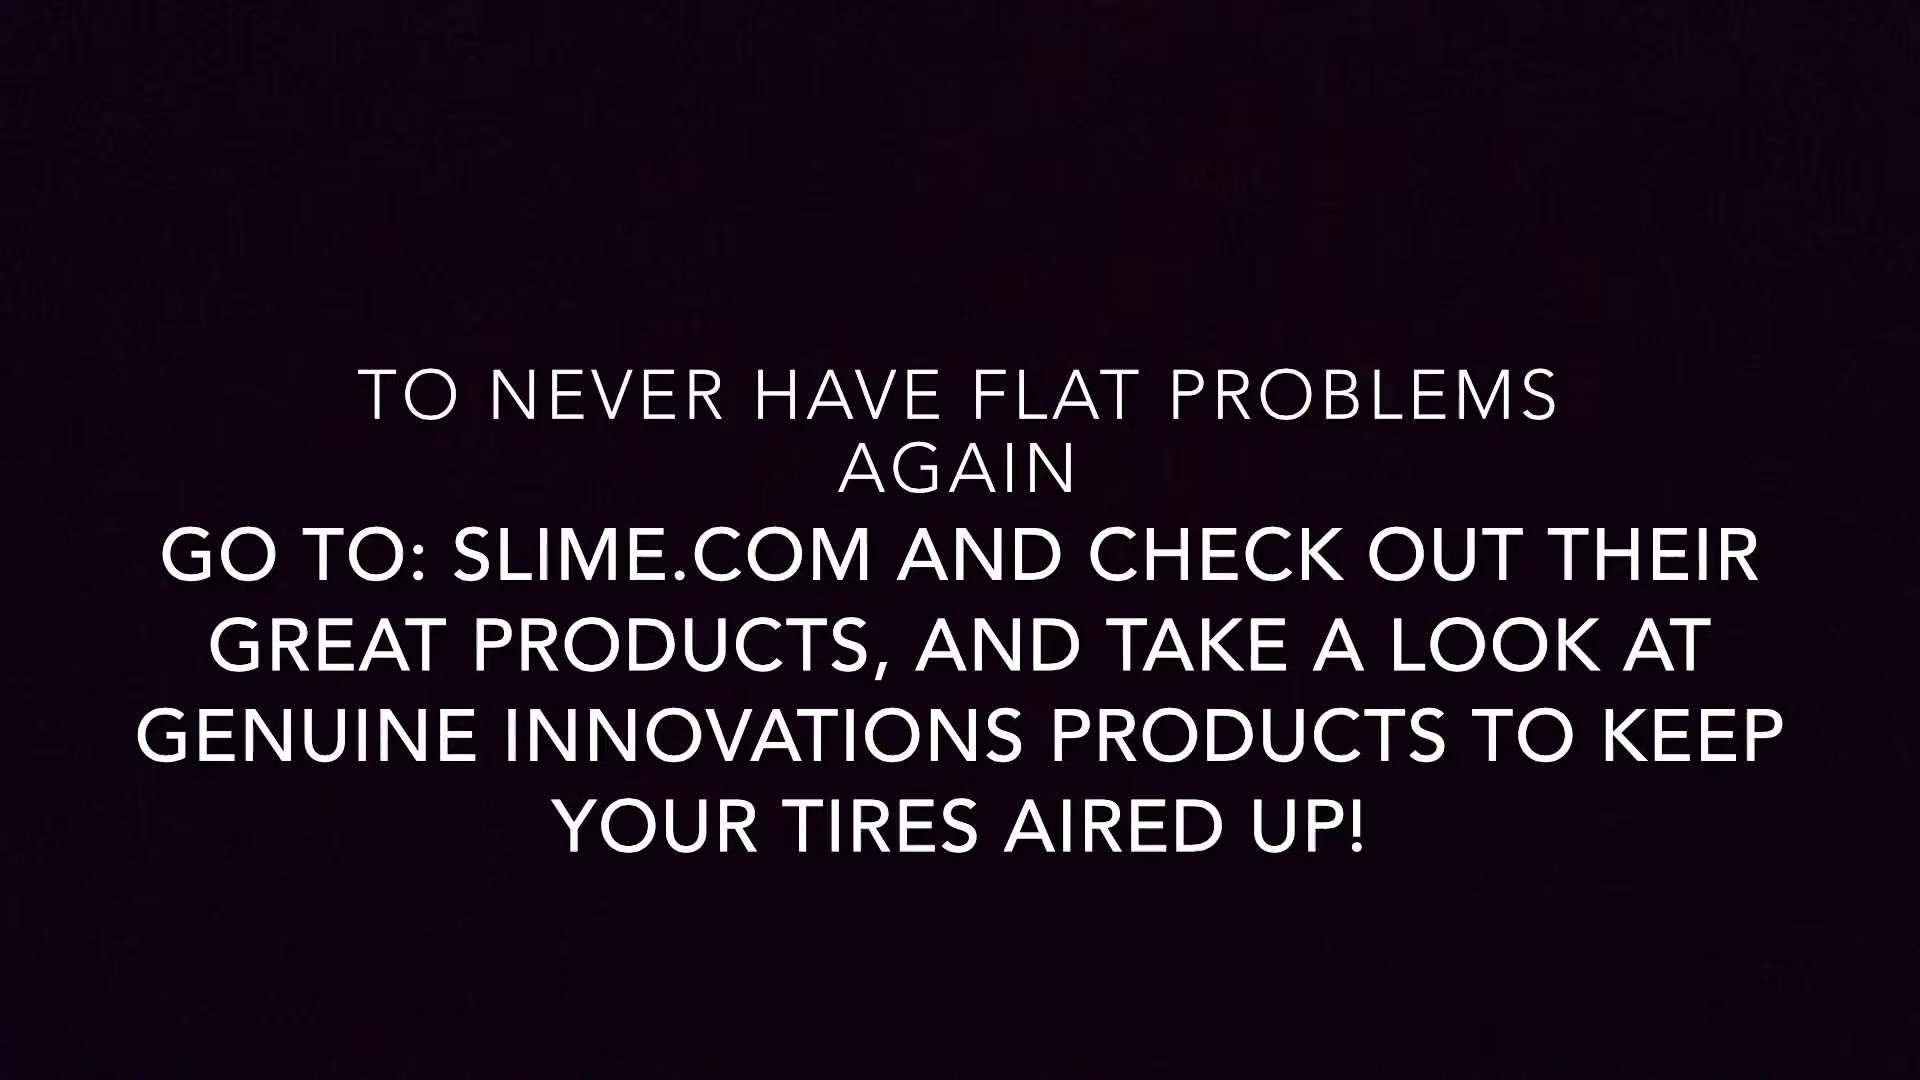 TO NEVER HAVE FLAT PROBLEMS
AGAIN
GO TO: SLIME.COM AND CHECK OUT THEIR
GREAT PRODUCTS, AND TAKE A LOOK AT
GENUINE INNOVATIONS PRODUCTS TO KEEP
YOUR TIRES AIRED UP!